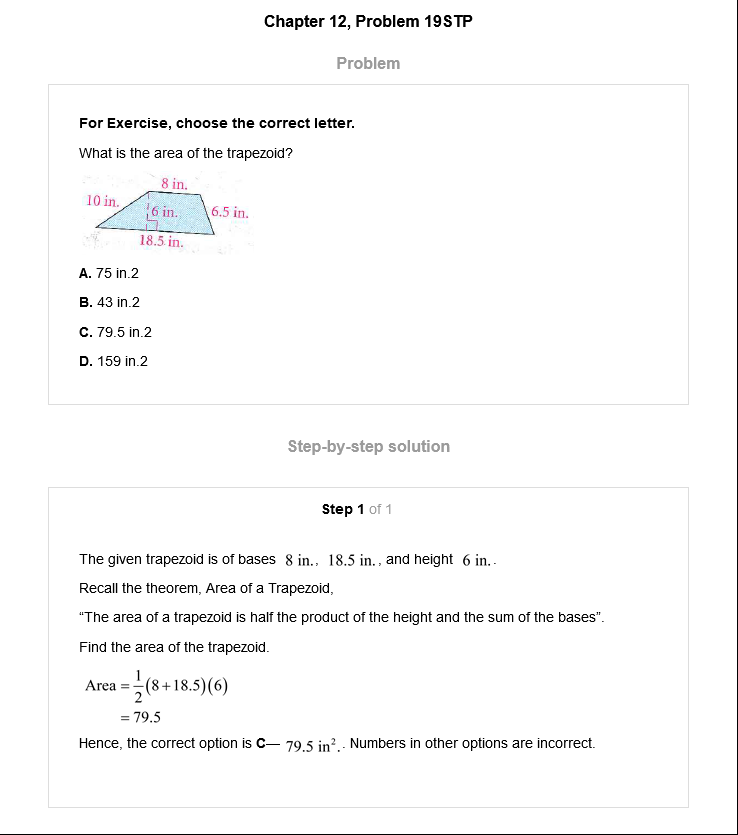 Chapter 12, Problem 19STP
Problem
For Exercise, choose the correct letter.
What is the area of the trapezoid?
8 in.
10 in.
6 in.
6.5 in.
18.5 in.
A. 75 in.2
B. 43 in.2
C. 79.5 in.2
D. 159 in.2
Step-by-step solution
Step 1 of 1
The given trapezoid is of bases 8 in., 18.5 in., and height 6 in..
Recall the theorem, Area of a Trapezoid,
“The area of a trapezoid is half the product of the height and the sum of the bases”.
Find the area of the trapezoid.
Area = 1/2 (8+18.5)(6)
= 79.5
Hence, the correct option is C— 79.5 in².. Numbers in other options are incorrect.